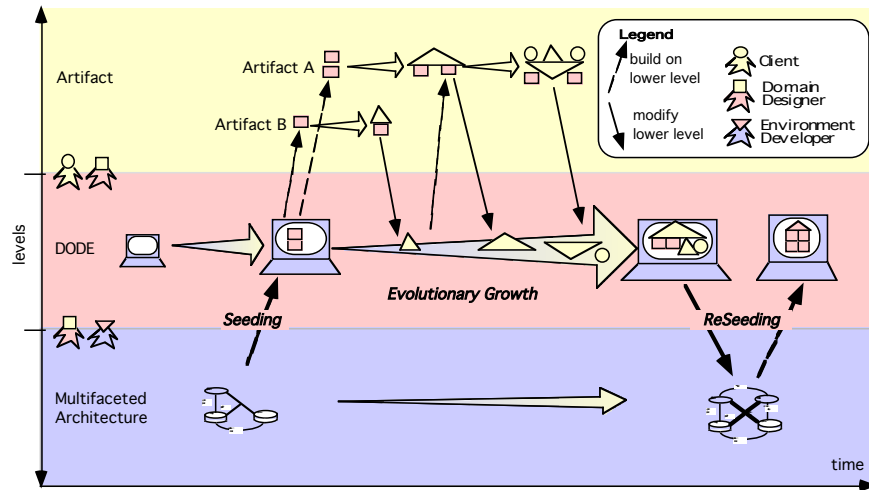 Legend
build on
lower level
modify
lower level
Client
Domain
Designer
Environment
Developer
Artifact
Artifact A
Artifact B
levels
DODE
Evolutionary Growth
Seeding
ReSeeding
Multifaceted
Architecture
time